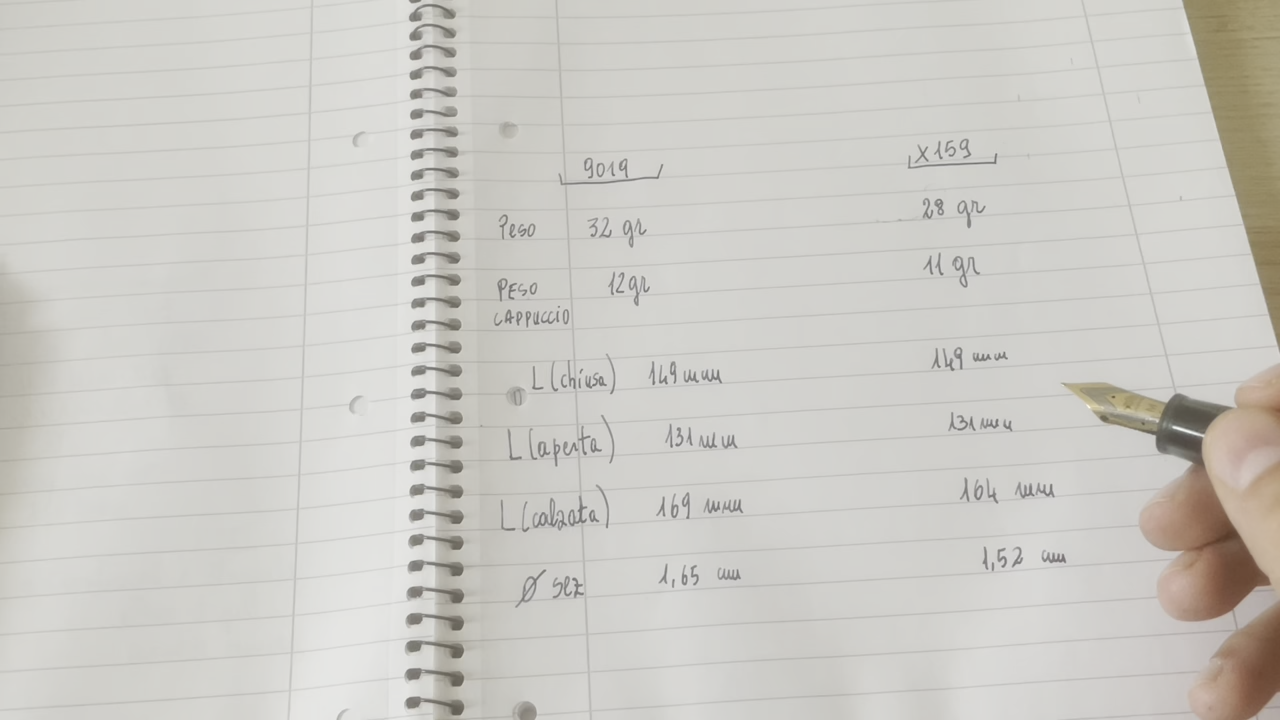 9019 X159
Peso 32 gr 28 gr
PESO 12gr 11 gr
CAPPUCCIO
L (chiusa) 149 mm 149 mm
L (aperta) 131 mm 131 mm
L (calzata) 169 mm 164 mm
Ø sez 1,65 cm 1,52 cm